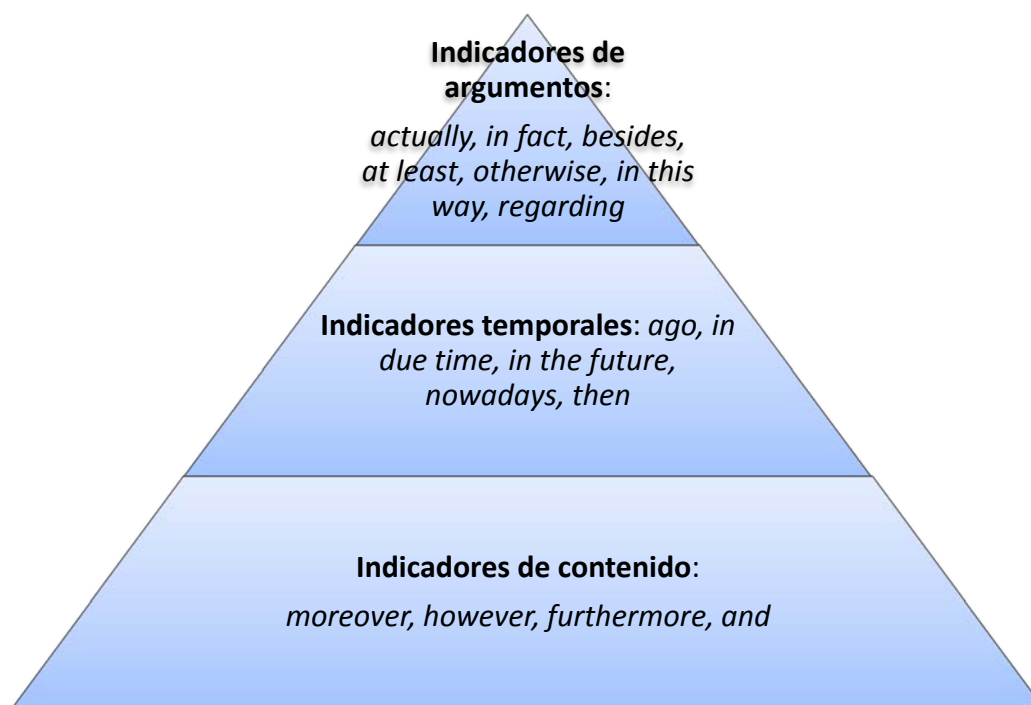 Indicadores de
argumentos:
actually, in fact, besides,
at least, otherwise, in this
way, regarding
Indicadores temporales: ago, in
due time, in the future,
nowadays, then
Indicadores de contenido:
moreover, however, furthermore, and